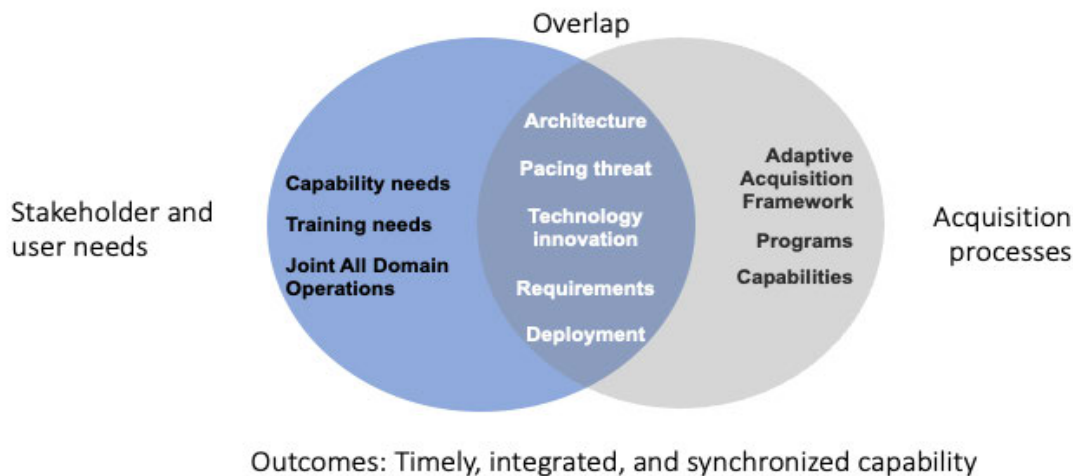 Overlap
Stakeholder and
user needs
Capability needs
Training needs
Joint All Domain
Operations
Architecture
Pacing threat
Technology
innovation
Requirements
Deployment
Adaptive
Acquisition
Framework
Programs
Capabilities
Acquisition
processes
Outcomes: Timely, integrated, and synchronized capability